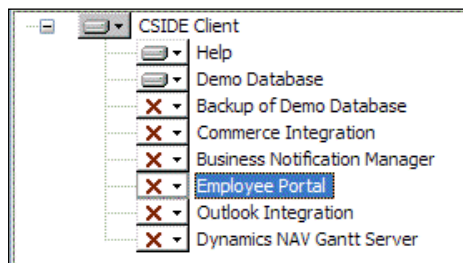 CSIDE Client
Help
Demo Database
Backup of Demo Database
Commerce Integration
Business Notification Manager
Employee Portal
Outlook Integration
Dynamics NAV Gantt Server